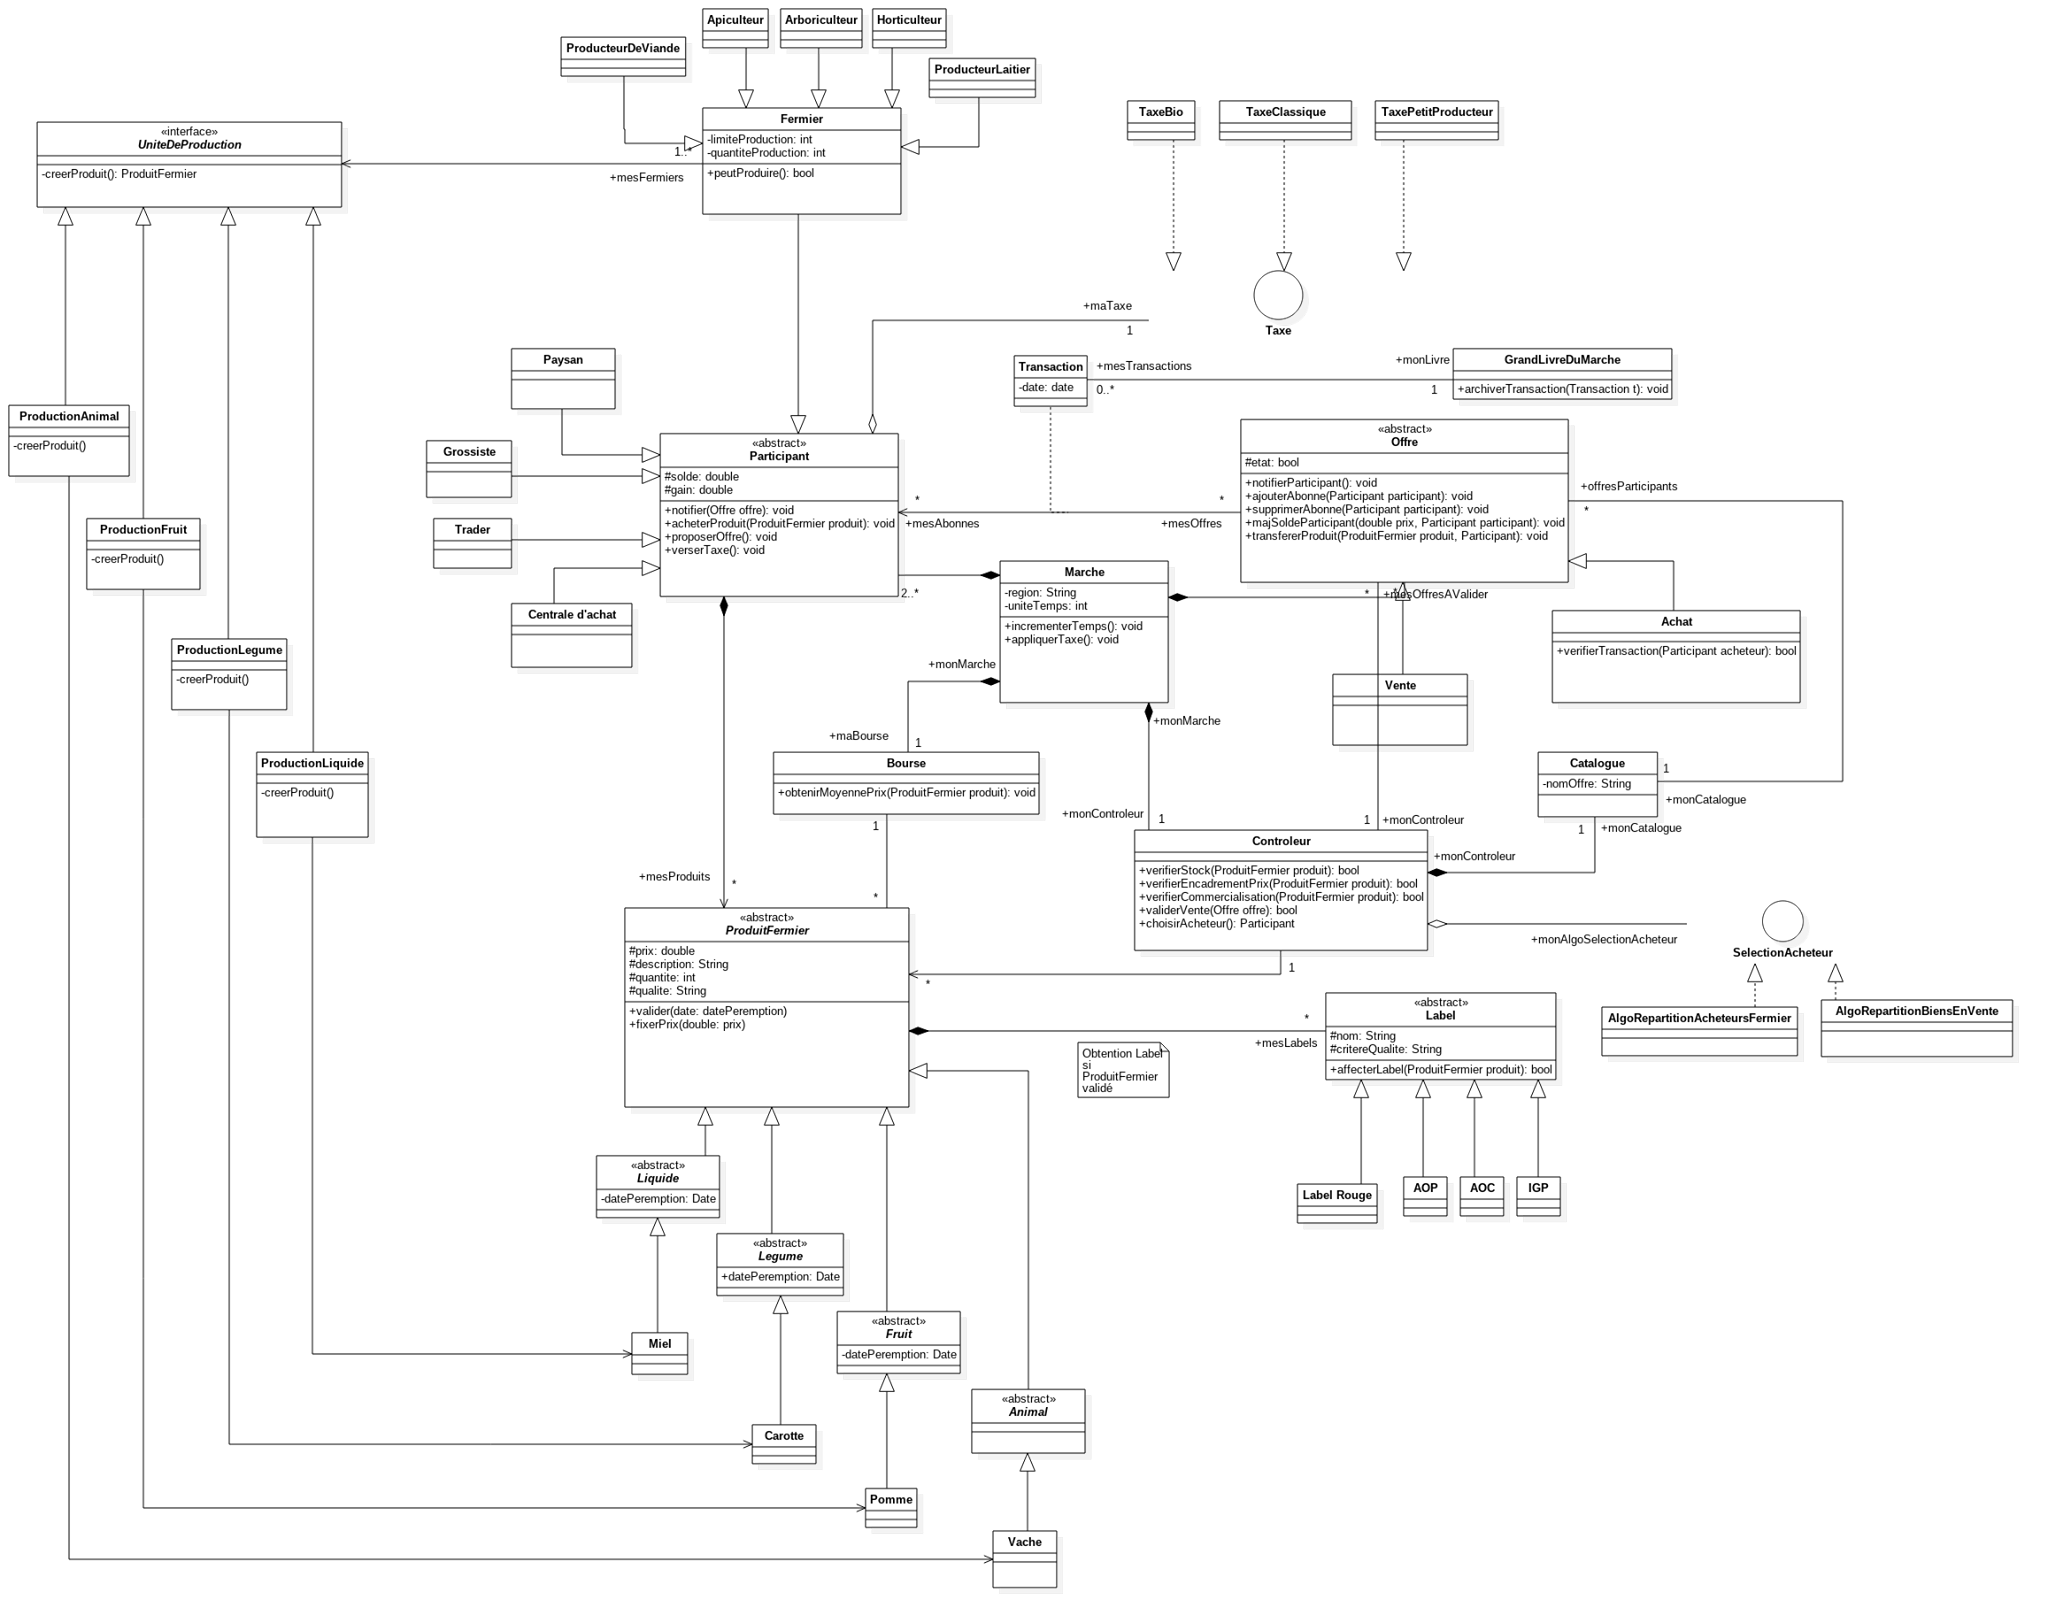 Apiculteur
Arboriculteur
Horticulteur
ProducteurDeViande
ProducteurLaitier
TaxeBio
TaxeClassique
TaxePetitProducteur
Fermier
-limiteProduction: int
-quantiteProduction: int
+peutProduire(): bool
«interface»
UniteDeProduction
-creerProduit(): ProduitFermier
1..*
+mesFermiers
+maTaxe
1
Taxe
Paysan
Transaction
-date: date
+mesTransactions
0..*
+monLivre
1
GrandLivreDuMarche
+archiverTransaction(Transaction t): void
ProductionAnimal
-creerProduit()
Grossiste
«abstract»
Participant
#solde: double
#gain: double
+notifier(Offre offre): void
+acheterProduit(ProduitFermier produit): void
+proposerOffre(): void
+verserTaxe(): void
«abstract»
Offre
#etat: bool
+notifierParticipant(): void
+ajouterAbonne(Participant participant): void
+supprimerAbonne(Participant participant): void
+majSoldeParticipant(double prix, Participant participant): void
+transfererProduit(ProduitFermier produit, Participant): void
+offresParticipants
*
*
+mesAbonnes
*
+mesOffres
ProductionFruit
-creerProduit()
Trader
Centrale d'achat
2..*
Marche
-region: String
-uniteTemps: int
+incrementerTemps(): void
+appliquerTaxe(): void
*
+mesOffresAValider
Achat
+verifierTransaction(Participant acheteur): bool
ProductionLegume
-creerProduit()
+monMarche
Vente
+monMarche
+maBourse
1
ProductionLiquide
-creerProduit()
Bourse
+obtenirMoyennePrix(ProduitFermier produit): void
Catalogue
-nomOffre: String
1
+monCatalogue
1
+monCatalogue
+monControleur
1
1
+monControleur
1
Controleur
+verifierStock(ProduitFermier produit): bool
+verifierEncadrementPrix(ProduitFermier produit): bool
+verifierCommercialisation(ProduitFermier produit): bool
+validerVente(Offre offre): bool
+choisirAcheteur(): Participant
+monControleur
+mesProduits
*
*
+monAlgoSelectionAcheteur
SelectionAcheteur
«abstract»
ProduitFermier
#prix: double
#description: String
#quantite: int
#qualite: String
+valider(date: datePeremption)
+fixerPrix(double: prix)
1
*
AlgoRepartitionAcheteursFermier
AlgoRepartitionBiensEnVente
*
+mesLabels
«abstract»
Label
#nom: String
#critereQualite: String
+affecterLabel(ProduitFermier produit): bool
Obtention Label
si
ProduitFermier
validé
«abstract»
Liquide
-datePeremption: Date
Label Rouge
AOP
AOC
IGP
«abstract»
Legume
+datePeremption: Date
«abstract»
Fruit
-datePeremption: Date
Miel
«abstract»
Animal
Carotte
Pomme
Vache